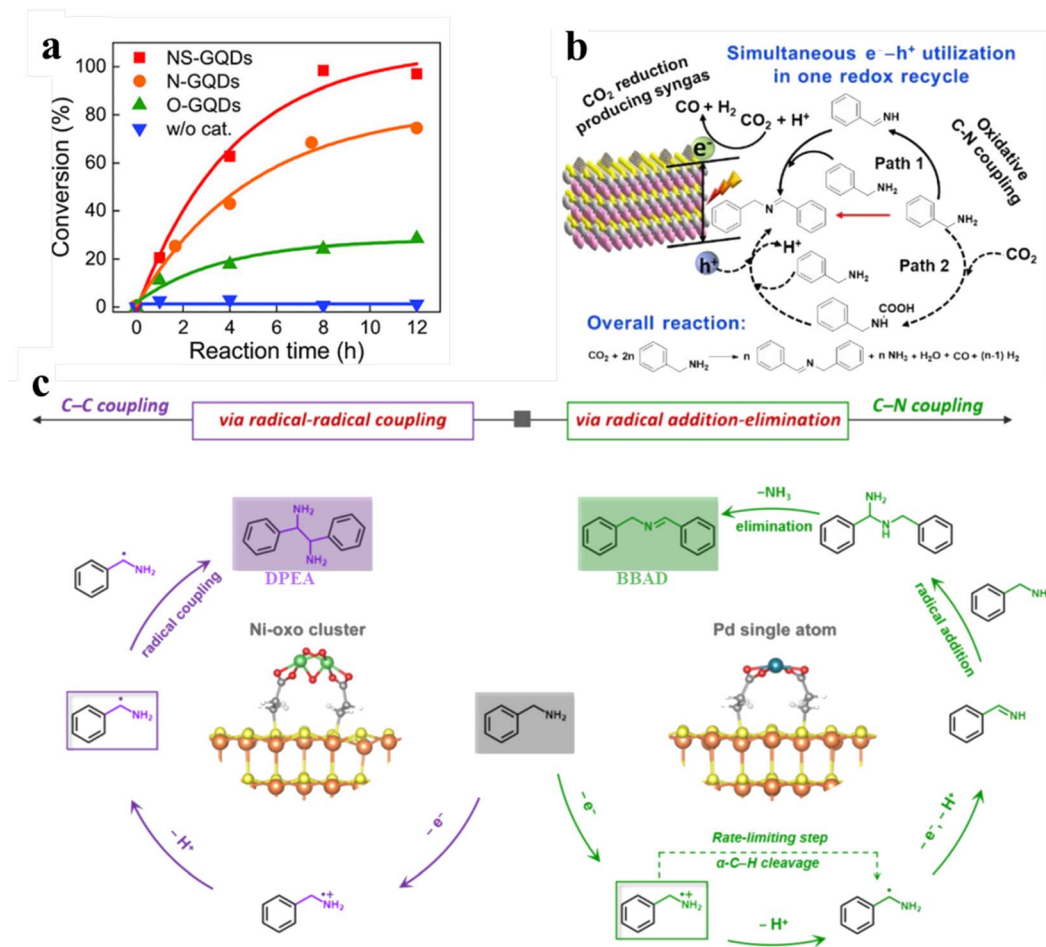 a
NS-GQDs
N-GQDs
O-GQDs
w/o cat.
Conversion (%)
100
80
60
40
20
0
0 2 4 6 8 10 12
Reaction time (h)
b
Simultaneous e⁻–h⁺ utilization
in one redox recycle
CO₂ reduction
producing syngas
CO + H₂
CO₂ + H⁺
e⁻
h⁺
H⁺
NH
Path 1
NH₂
N
NH₂
Oxidative
C-N coupling
Path 2
CO₂
NH₂
COOH
NH
Overall reaction:
CO₂ + 2n NH₂ n N + n NH₃ + H₂O + CO + (n-1) H₂
c
C–C coupling
via radical-radical coupling
via radical addition-elimination
C–N coupling
NH₂
NH₂
DPEA
NH₂
radical coupling
Ni-oxo cluster
NH₂
– H⁺
NH₂
– e⁻
NH₂
N
BBAD
–NH₃
elimination
NH₂
N
H
NH
radical addition
Pd single atom
NH
– e⁻, – H⁺
– e⁻
Rate-limiting step
α-C–H cleavage
NH₂
– H⁺
NH₂